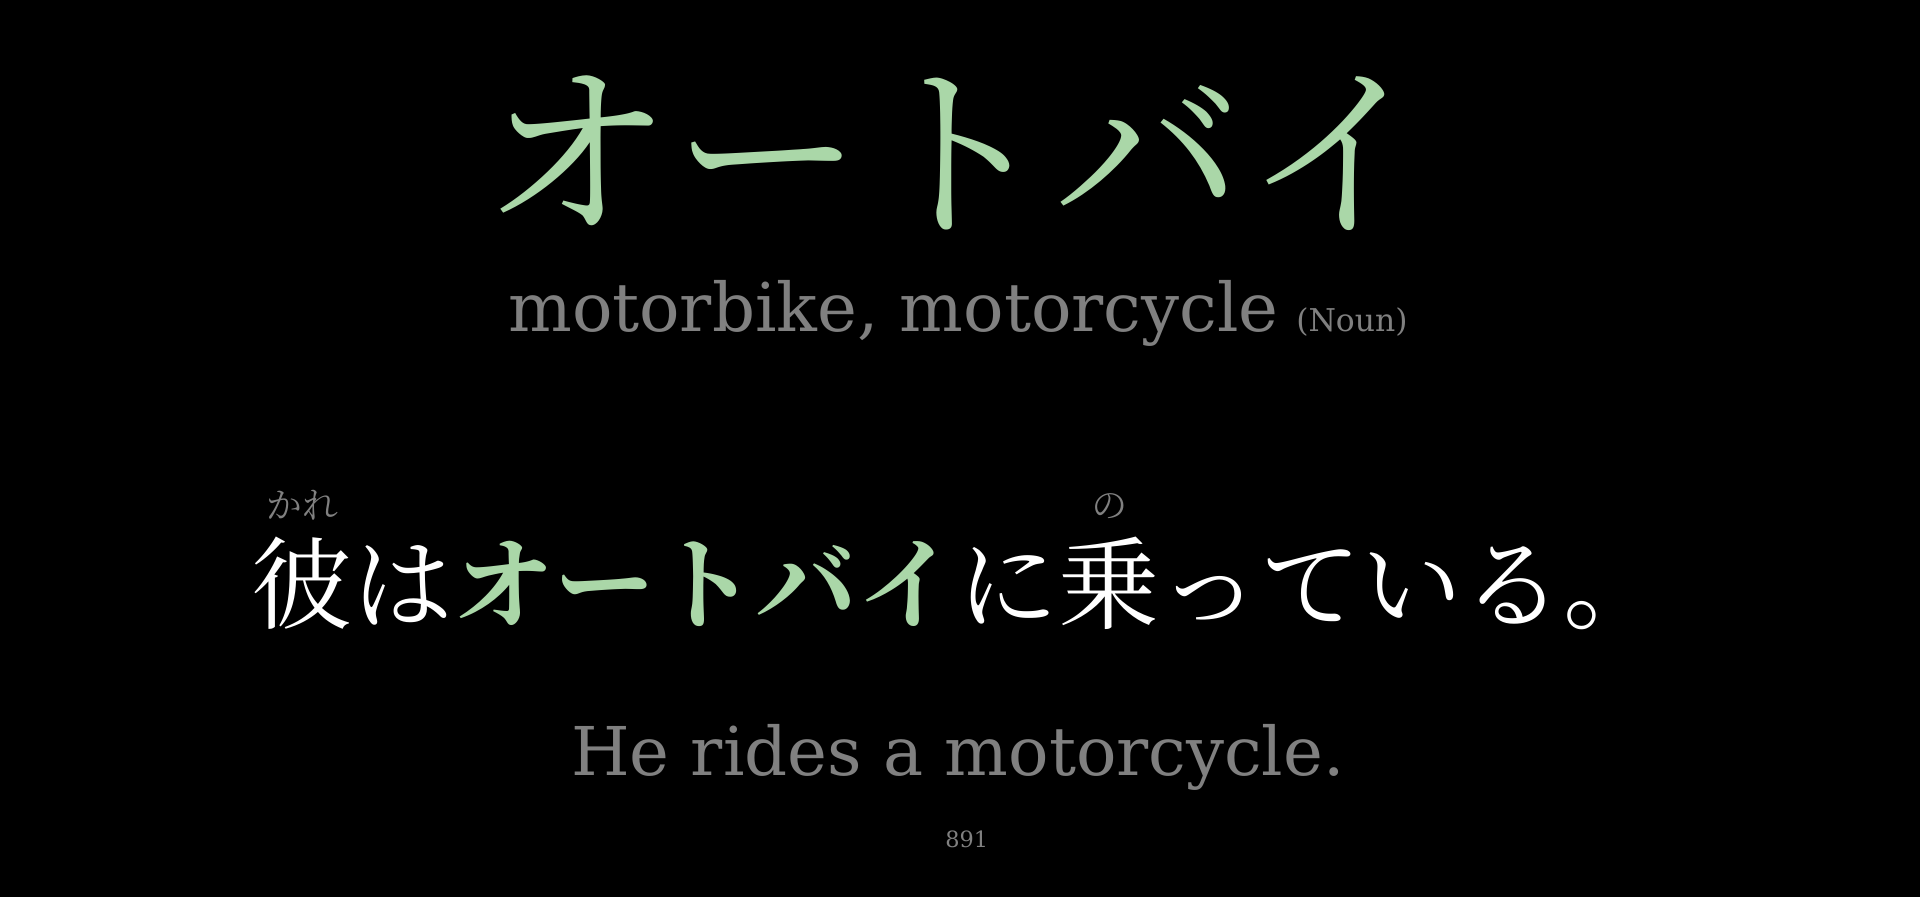 オートバイ
motorbike, motorcycle (Noun)
かれ の
彼はオートバイに乗っている。
He rides a motorcycle.
891